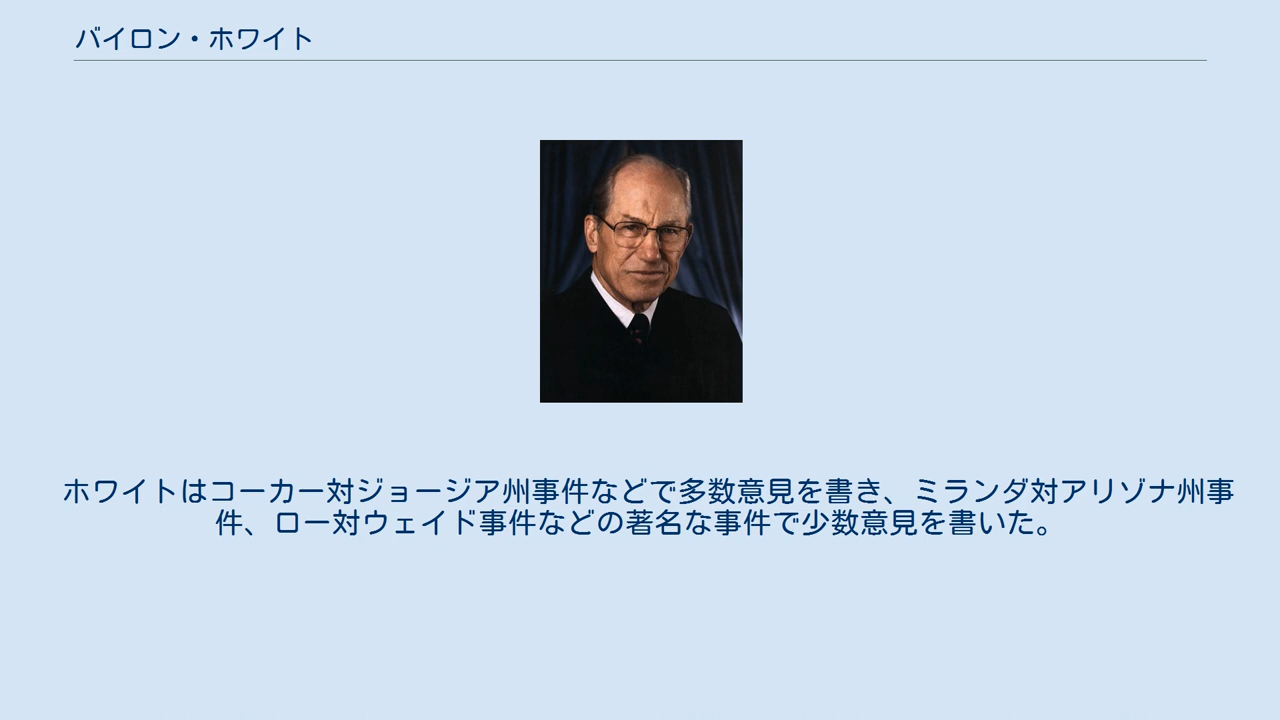 バイロン・ホワイト
ホワイトはコーカー対ジョージア州事件などで多数意見を書き、ミランダ対アリゾナ州事
件、ロー対ウェイド事件などの著名な事件で少数意見を書いた。